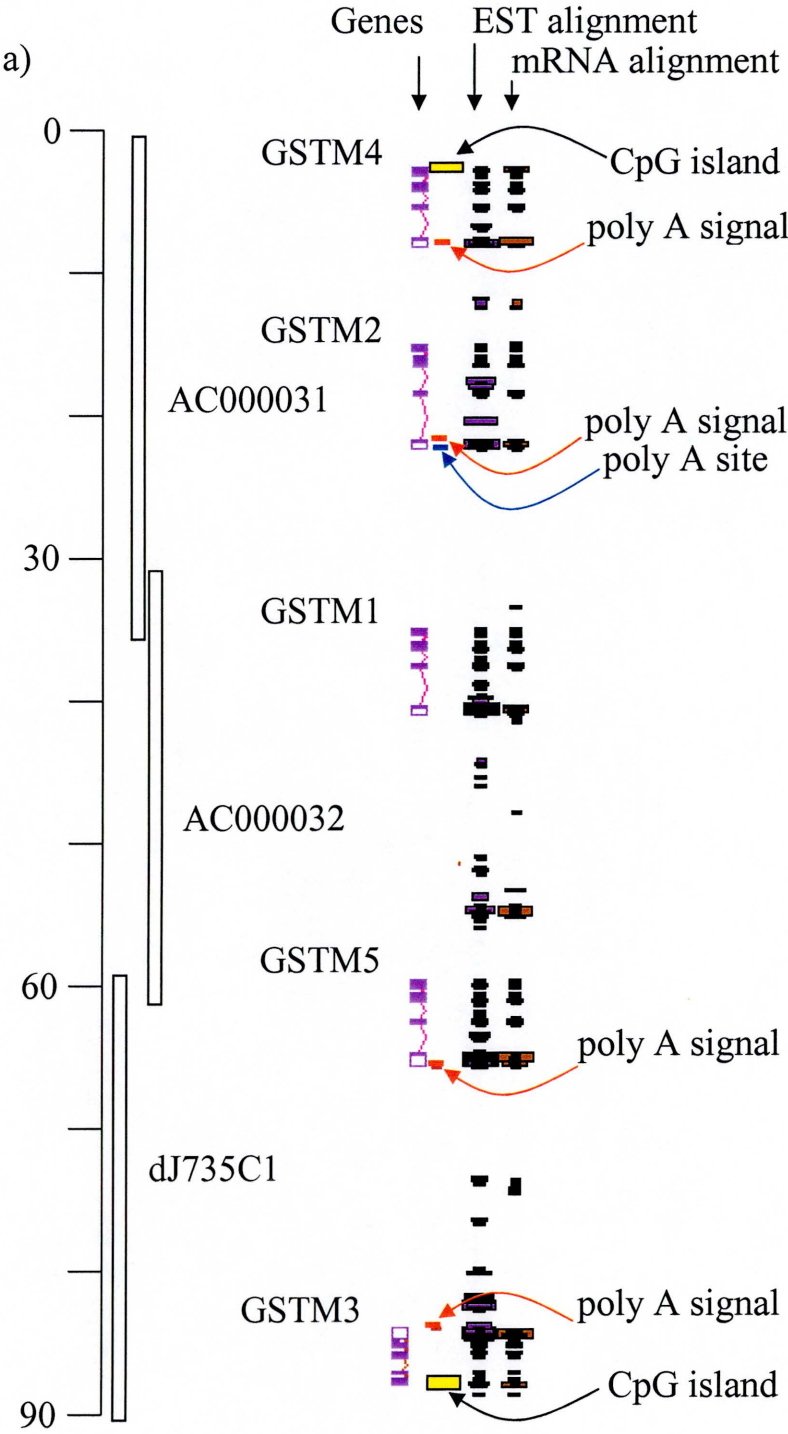 Genes EST alignment
a) mRNA alignment
0
GSTM4
CpG island
poly A signal
GSTM2
AC000031
poly A signal
poly A site
30
GSTM1
AC000032
GSTM5
60
poly A signal
dJ735C1
GSTM3
poly A signal
CpG island
90